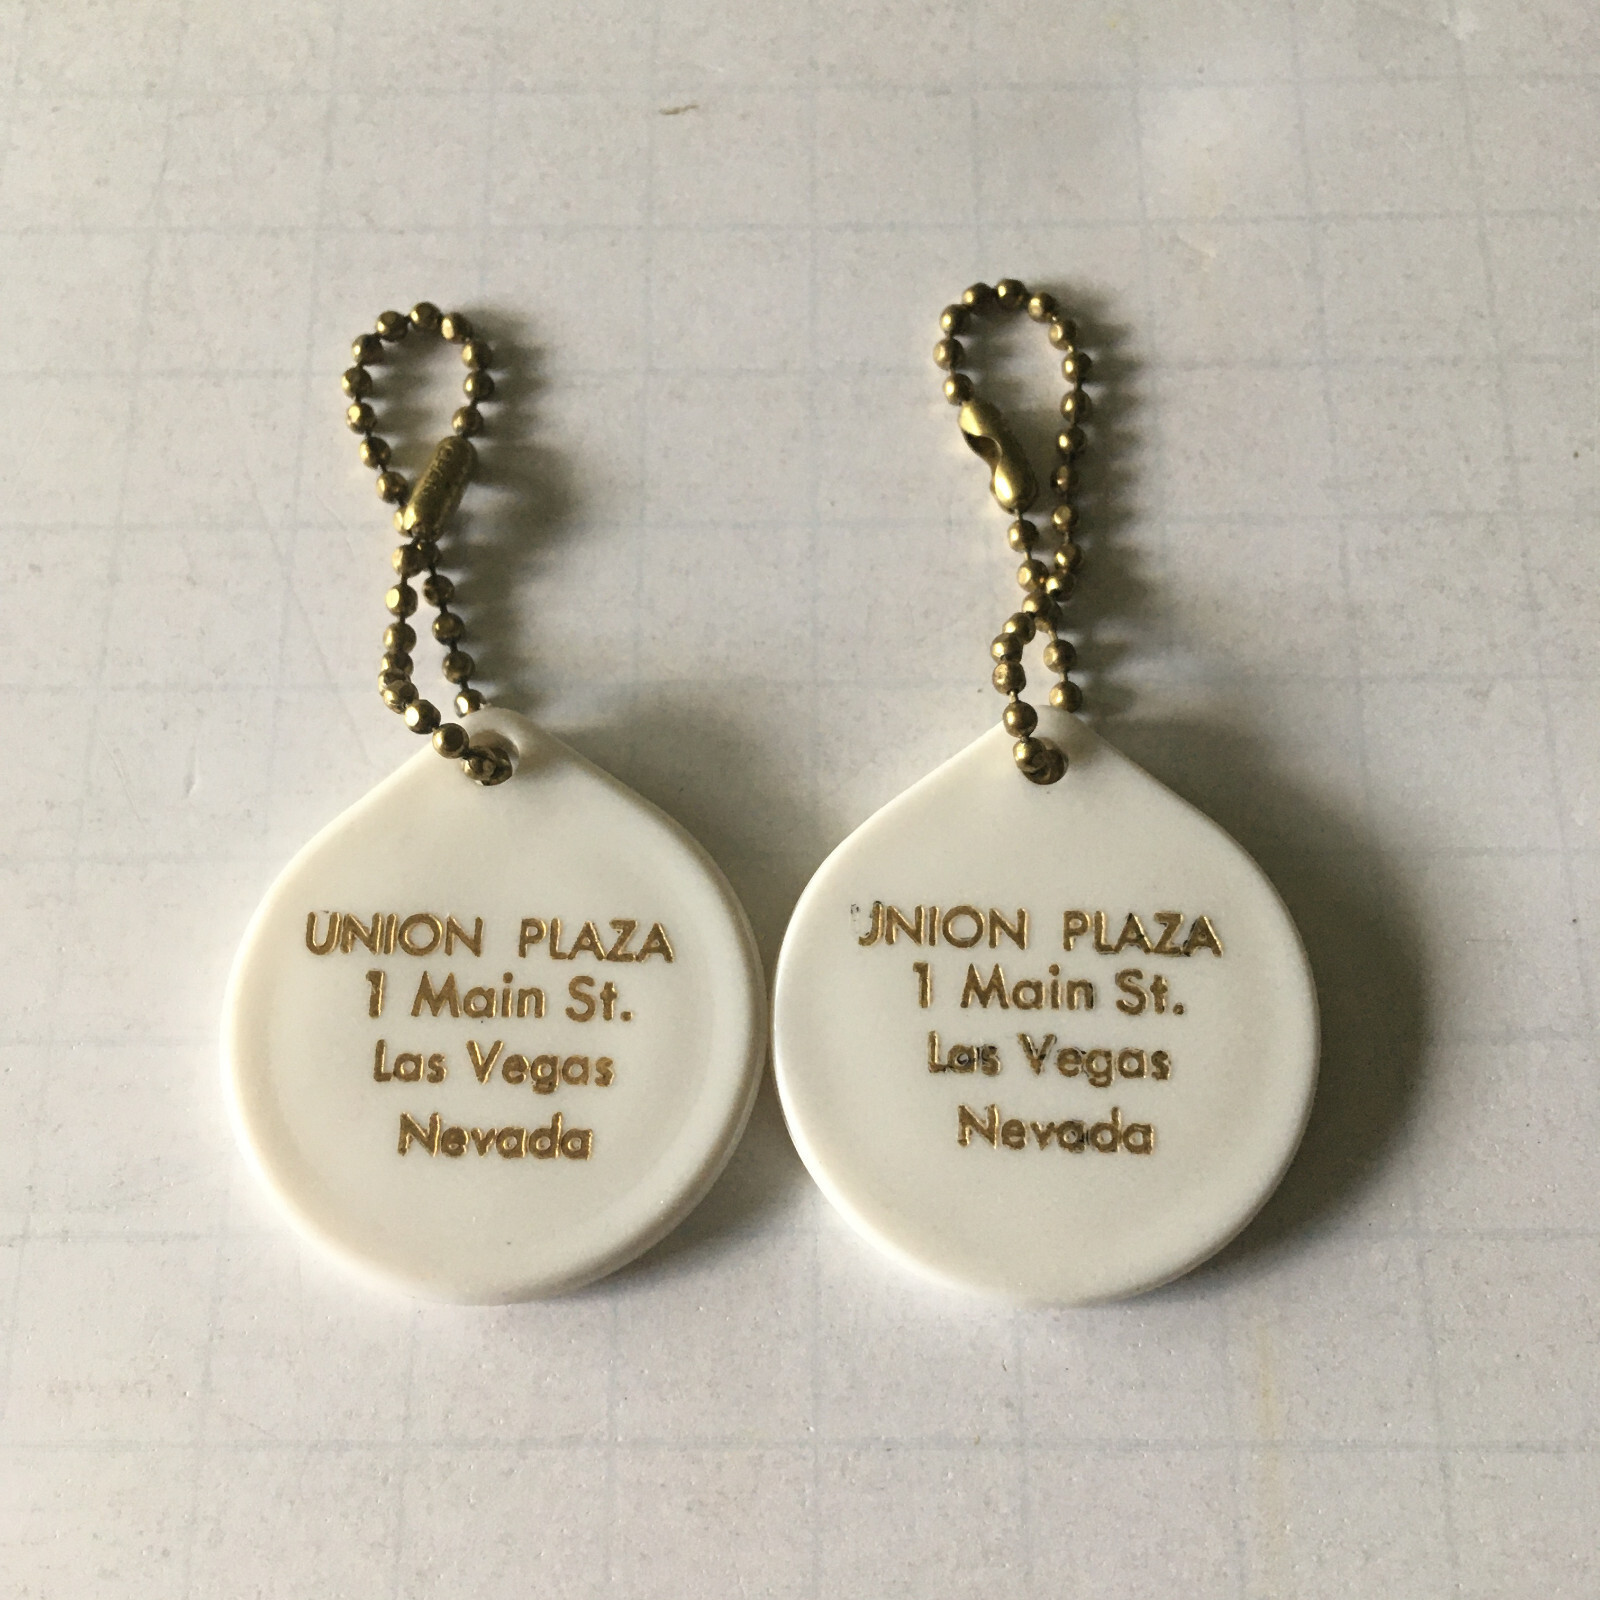 UNION PLAZA
1 Main St.
Las Vegas
Nevada
UNION PLAZA
1 Main St.
Las Vegas
Nevada